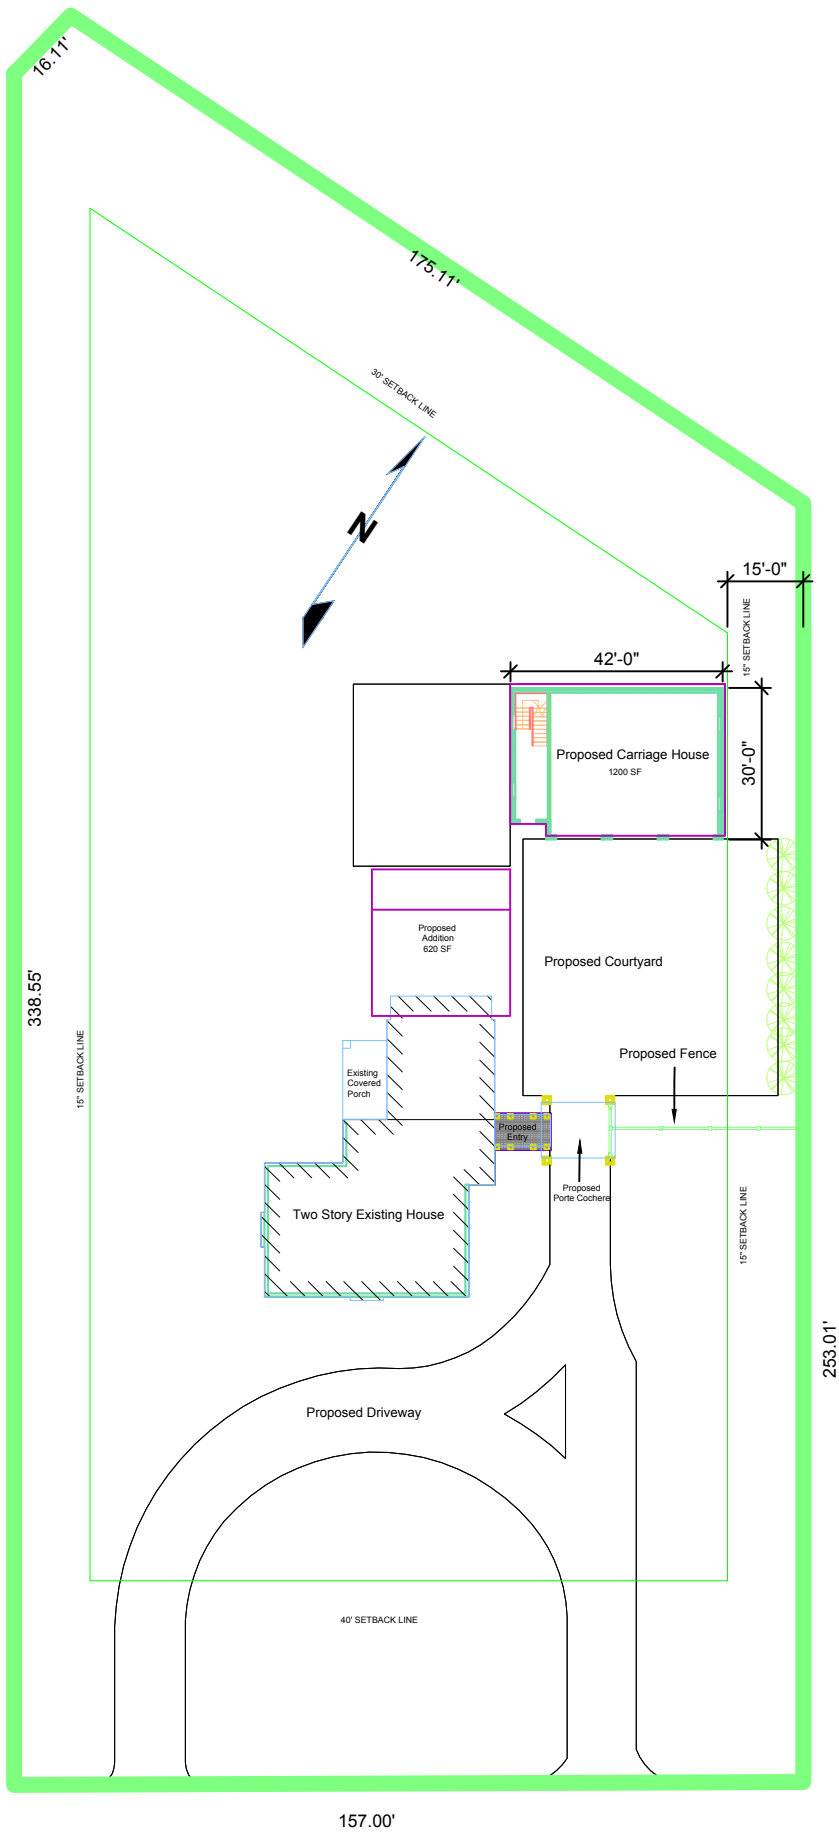 16.11'
175.11'
30' SETBACK LINE
N
15'-0"
15" SETBACK LINE
42'-0"
30'-0"
Proposed Carriage House
1200 SF
Proposed
Addition
620 SF
Proposed Courtyard
338.55'
15" SETBACK LINE
Existing
Covered
Porch
Proposed Fence
Proposed
Entry
Proposed
Porte Cochere
Two Story Existing House
15" SETBACK LINE
253.01'
Proposed Driveway
40' SETBACK LINE
157.00'